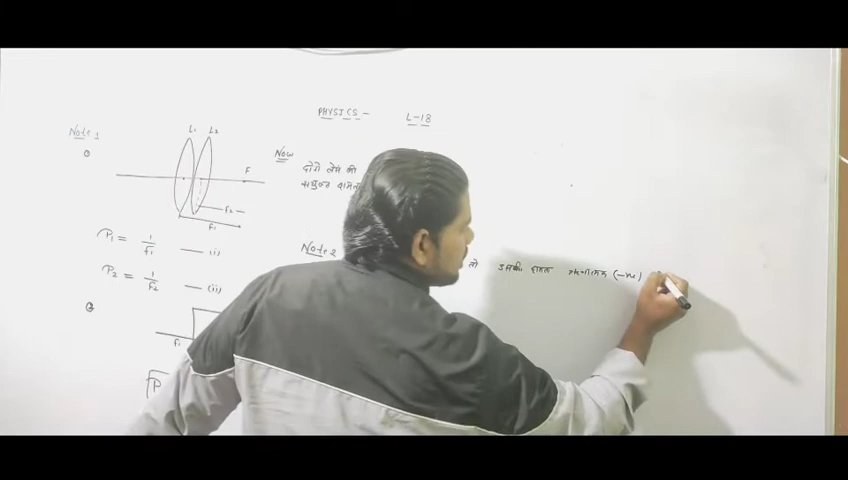 PHYSICS - L-18
Note 1
L1 L2
Now
दोनों लेंस की
संयुक्त क्षमता
F
f2
f1
P1 = 1/f1 — (i)
Note 2
तो उसकी क्षमता ऋणात्मक (-ve)
P2 = 1/f2 — (ii)
f1
P